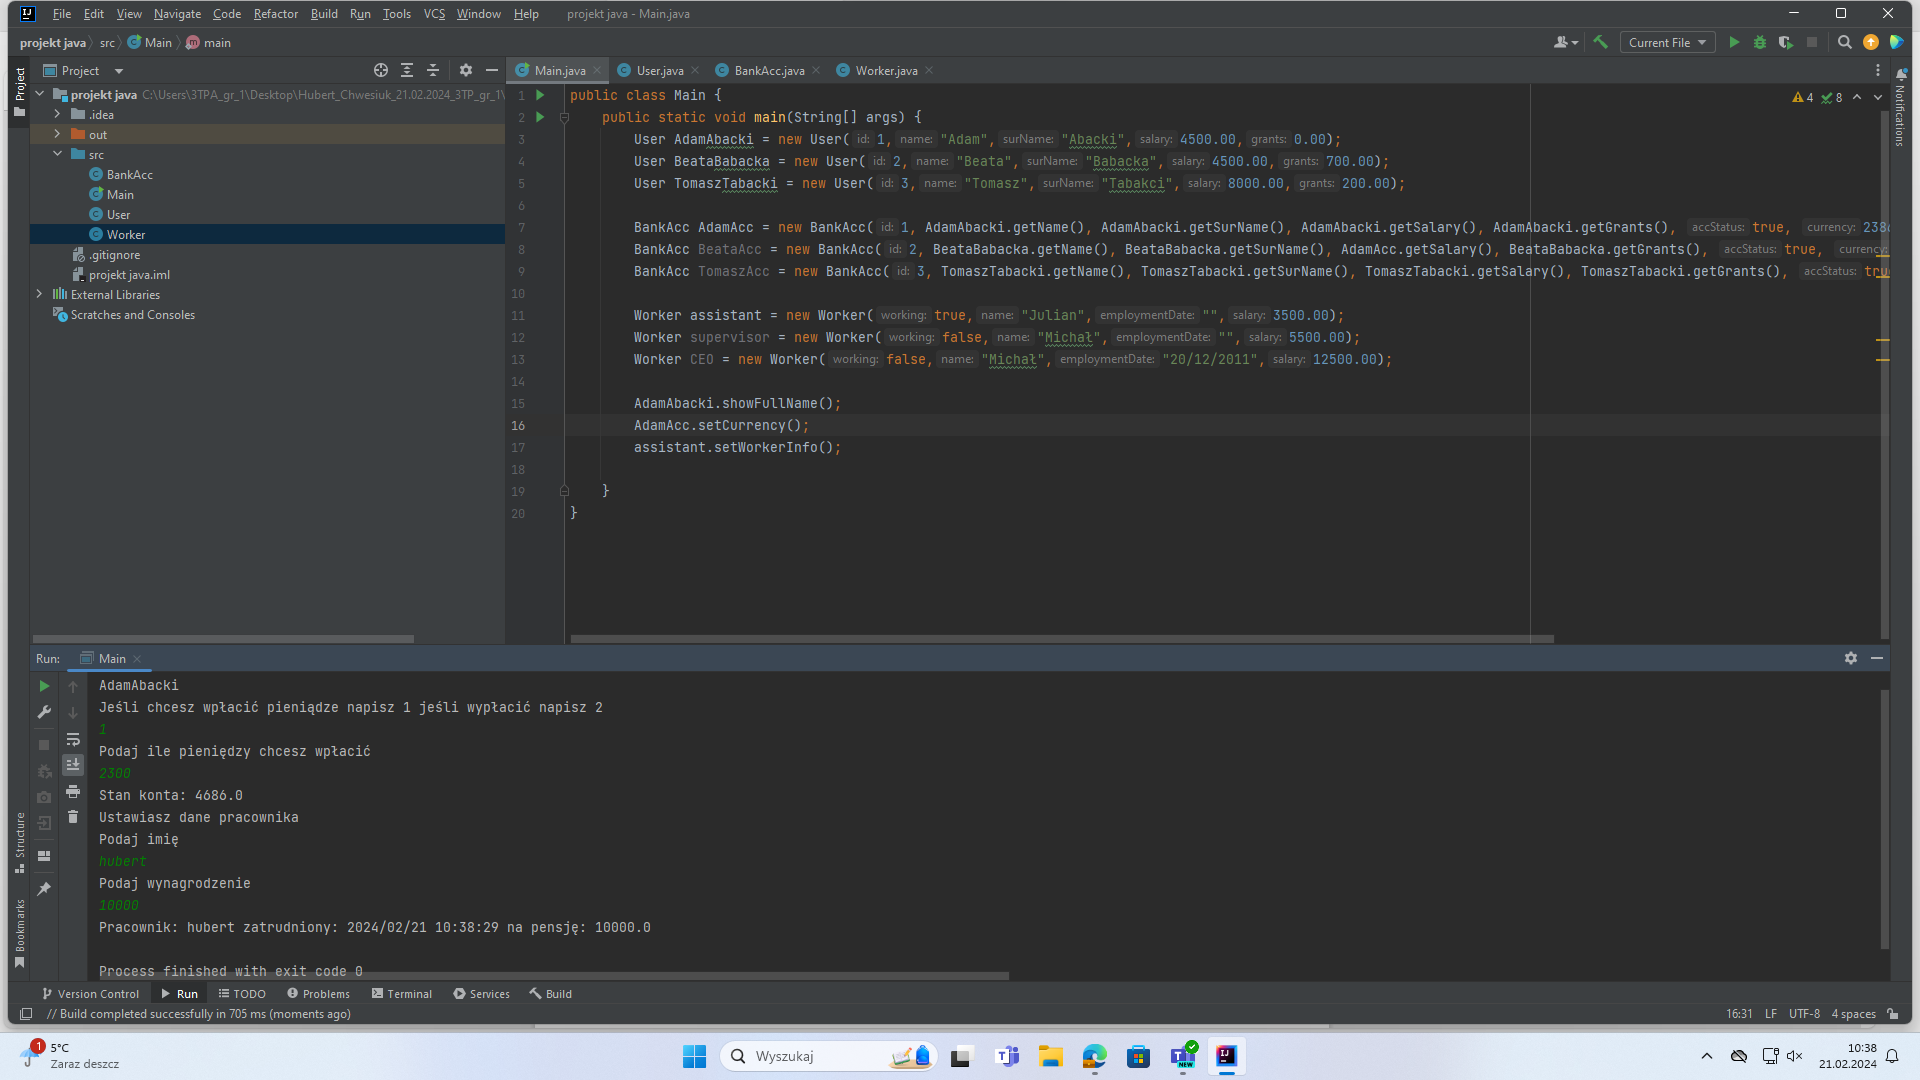 File Edit View Navigate Code Refactor Build Run Tools VCS Window Help projekt java - Main.java
projekt java src Main main
Current File
Project
Main.java User.java BankAcc.java Worker.java
projekt java C:\Users\3TPA_gr_1\Desktop\Hubert_Chwesiuk_21.02.2024_3TP_gr_1\
.idea
out
src
BankAcc
Main
User
Worker
.gitignore
projekt java.iml
External Libraries
Scratches and Consoles
Project
Structure
Bookmarks
Notifications
4 8
1 public class Main {
2 public static void main(String[] args) {
3 User AdamAbacki = new User( id: 1, name: "Adam", surName: "Abacki", salary: 4500.00, grants: 0.00);
4 User BeataBabacka = new User( id: 2, name: "Beata", surName: "Babacka", salary: 4500.00, grants: 700.00);
5 User TomaszTabacki = new User( id: 3, name: "Tomasz", surName: "Tabakci", salary: 8000.00, grants: 200.00);
6
7 BankAcc AdamAcc = new BankAcc( id: 1, AdamAbacki.getName(), AdamAbacki.getSurName(), AdamAbacki.getSalary(), AdamAbacki.getGrants(), accStatus: true, currency: 238
8 BankAcc BeataAcc = new BankAcc( id: 2, BeataBabacka.getName(), BeataBabacka.getSurName(), AdamAcc.getSalary(), BeataBabacka.getGrants(), accStatus: true, currency:
9 BankAcc TomaszAcc = new BankAcc( id: 3, TomaszTabacki.getName(), TomaszTabacki.getSurName(), TomaszTabacki.getSalary(), TomaszTabacki.getGrants(), accStatus: tru
10
11 Worker assistant = new Worker( working: true, name: "Julian", employmentDate: "", salary: 3500.00);
12 Worker supervisor = new Worker( working: false, name: "Michał", employmentDate: "", salary: 5500.00);
13 Worker CEO = new Worker( working: false, name: "Michał", employmentDate: "20/12/2011", salary: 12500.00);
14
15 AdamAbacki.showFullName();
16 AdamAcc.setCurrency();
17 assistant.setWorkerInfo();
18
19 }
20 }
Run: Main
AdamAbacki
Jeśli chcesz wpłacić pieniądze napisz 1 jeśli wypłacić napisz 2
1
Podaj ile pieniędzy chcesz wpłacić
2300
Stan konta: 4686.0
Ustawiasz dane pracownika
Podaj imię
hubert
Podaj wynagrodzenie
10000
Pracownik: hubert zatrudniony: 2024/02/21 10:38:29 na pensję: 10000.0
Process finished with exit code 0
Version Control Run TODO Problems Terminal Services Build
// Build completed successfully in 705 ms (moments ago) 16:31 LF UTF-8 4 spaces
1 5°C
Zaraz deszcz
Wyszukaj
NEW
10:38
21.02.2024